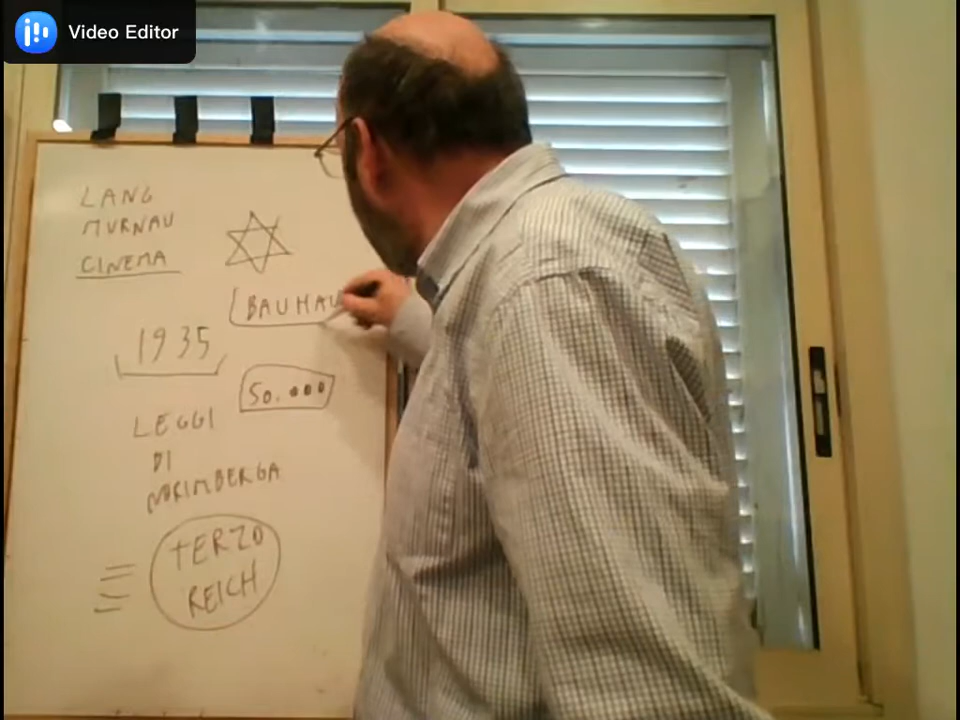 Video Editor
LANG
MURNAU
CINEMA
BAUHAU
1935
50.000
LEGGI
DI
NORIMBERGA
TERZO
REICH